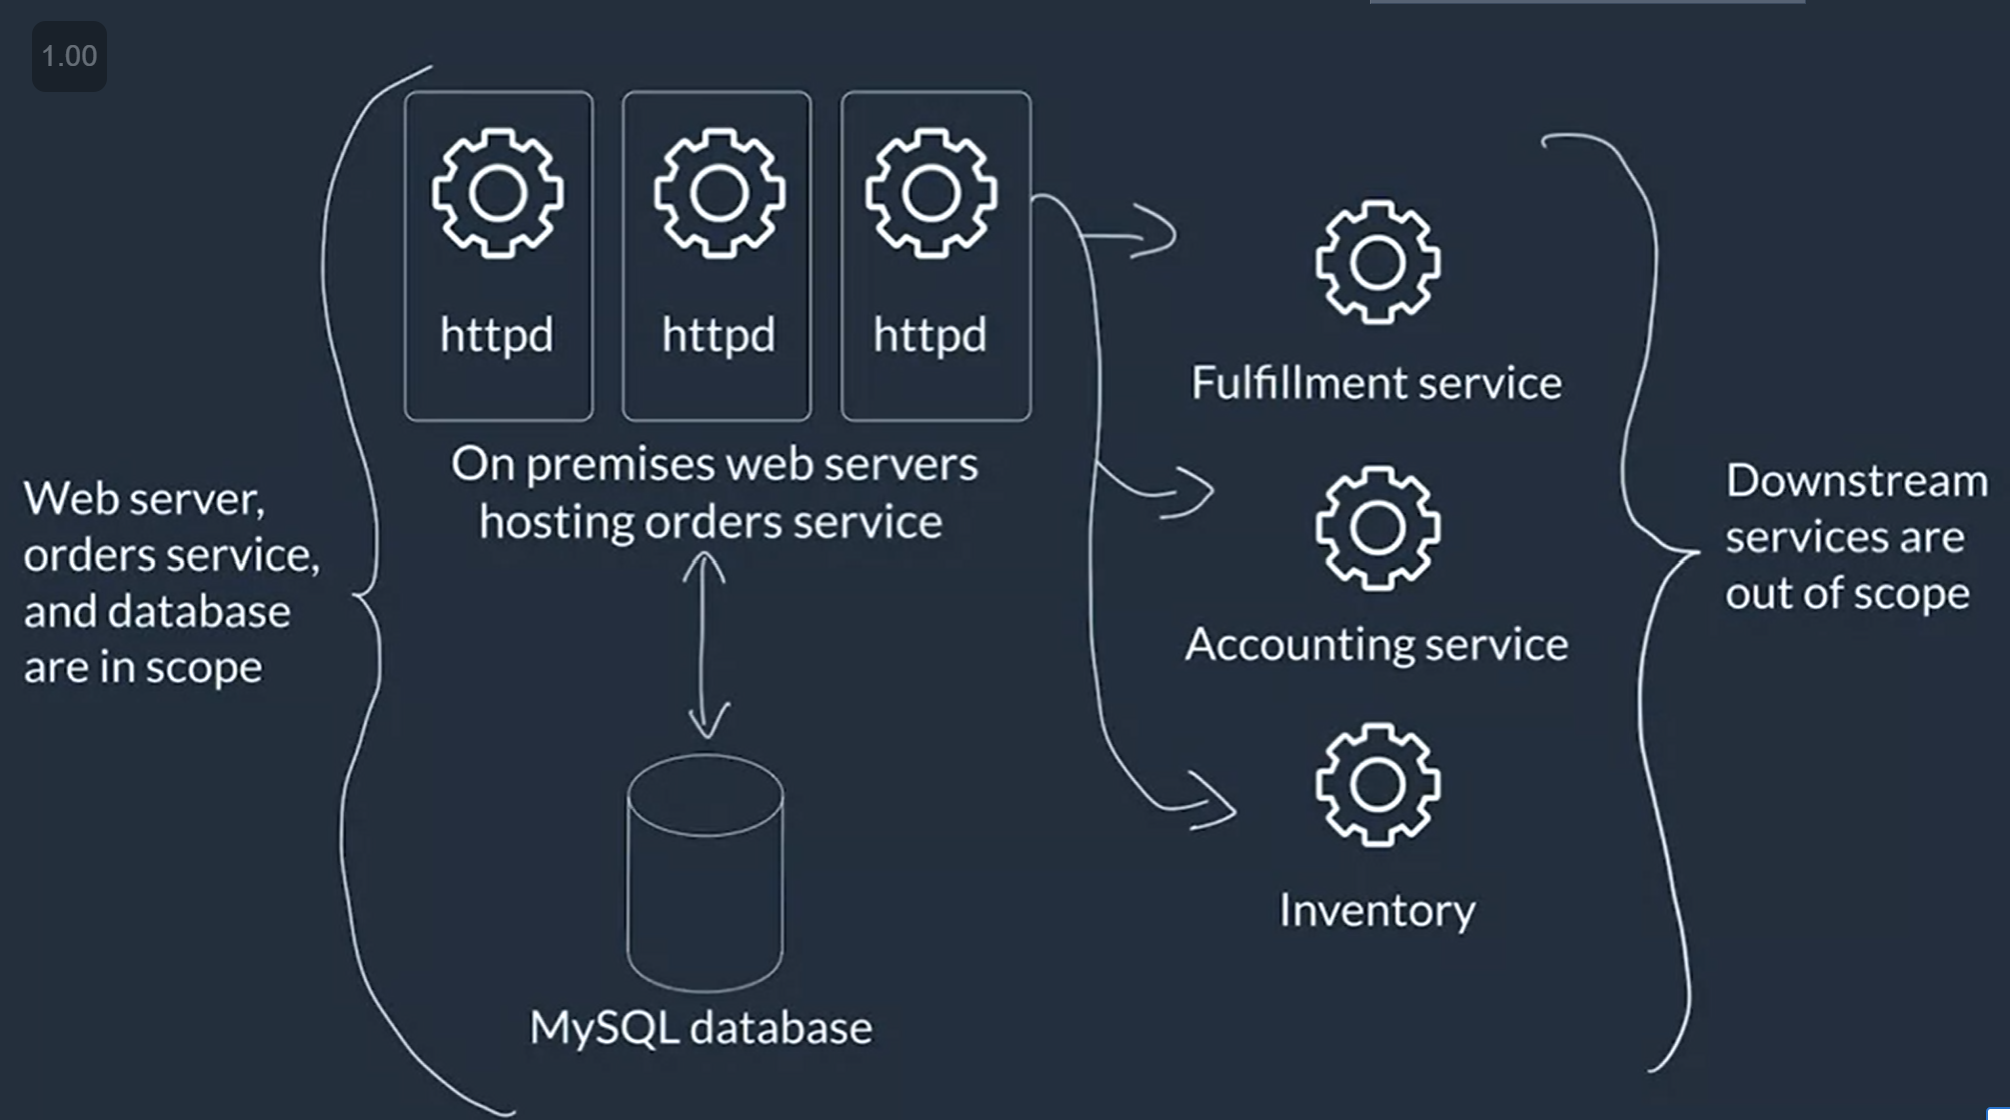 1.00
httpd
httpd
httpd
On premises web servers
hosting orders service
Web server,
orders service,
and database
are in scope
MySQL database
Fulfillment service
Accounting service
Inventory
Downstream
services are
out of scope